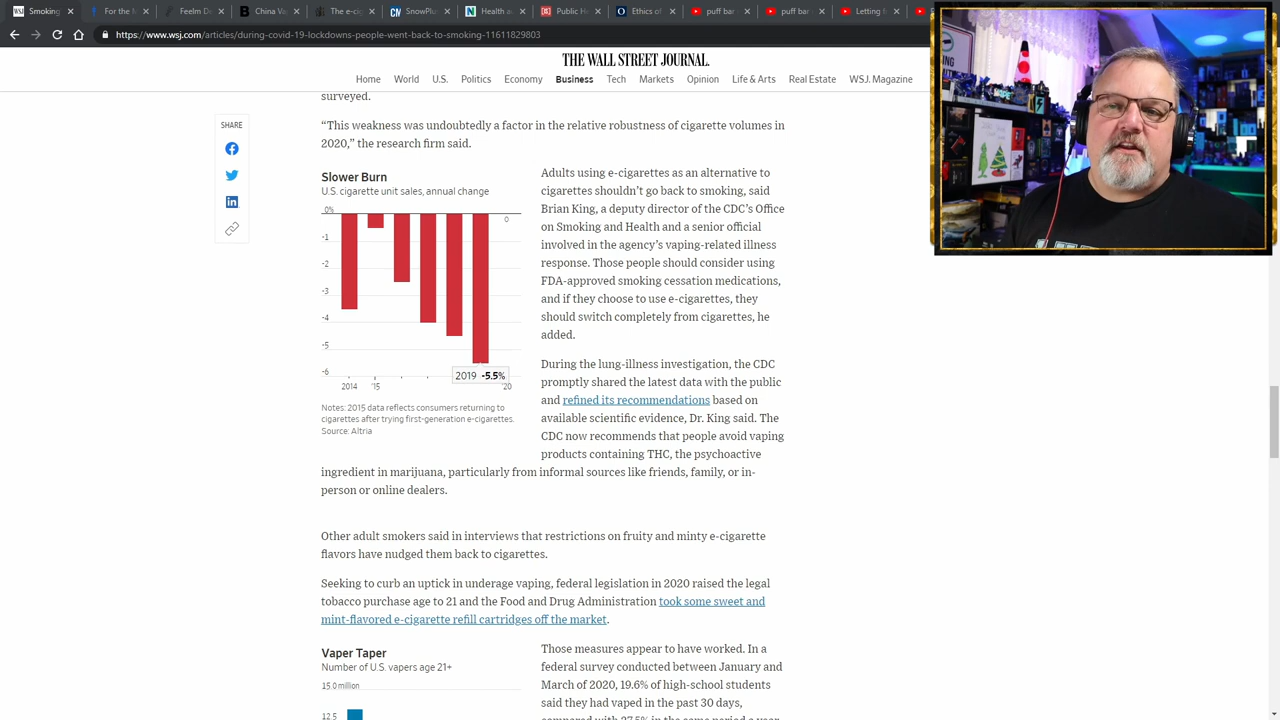 Smoking
For the l
Feelm D
China Va
CM SnowPlu
Health a
Public He
Ethics of
puff bar
puff bar
Letting
https://www.wsj.com/articles/during-covid-19-lockdowns-people-went-back-to-smoking-11611829803
THE WALL STREET JOURNAL.
Home World U.S. Politics Economy Business Tech Markets Opinion Life & Arts Real Estate WSJ. Magazine
surveyed.
SHARE
“This weakness was undoubtedly a factor in the relative robustness of cigarette volumes in
2020,” the research firm said.
Slower Burn
U.S. cigarette unit sales, annual change
0%
0
-1
-2
-3
-4
-5
-6
2019 -5.5%
2014 '15 '20
Notes: 2015 data reflects consumers returning to
cigarettes after trying first-generation e-cigarettes.
Source: Altria
Adults using e-cigarettes as an alternative to
cigarettes shouldn’t go back to smoking, said
Brian King, a deputy director of the CDC’s Office
on Smoking and Health and a senior official
involved in the agency’s vaping-related illness
response. Those people should consider using
FDA-approved smoking cessation medications,
and if they choose to use e-cigarettes, they
should switch completely from cigarettes, he
added.
During the lung-illness investigation, the CDC
promptly shared the latest data with the public
and refined its recommendations based on
available scientific evidence, Dr. King said. The
CDC now recommends that people avoid vaping
products containing THC, the psychoactive
ingredient in marijuana, particularly from informal sources like friends, family, or in-
person or online dealers.
Other adult smokers said in interviews that restrictions on fruity and minty e-cigarette
flavors have nudged them back to cigarettes.
Seeking to curb an uptick in underage vaping, federal legislation in 2020 raised the legal
tobacco purchase age to 21 and the Food and Drug Administration took some sweet and
mint-flavored e-cigarette refill cartridges off the market.
Vaper Taper
Number of U.S. vapers age 21+
15.0 million
12.5
Those measures appear to have worked. In a
federal survey conducted between January and
March of 2020, 19.6% of high-school students
said they had vaped in the past 30 days,
compared with 27.5% in the same period a year